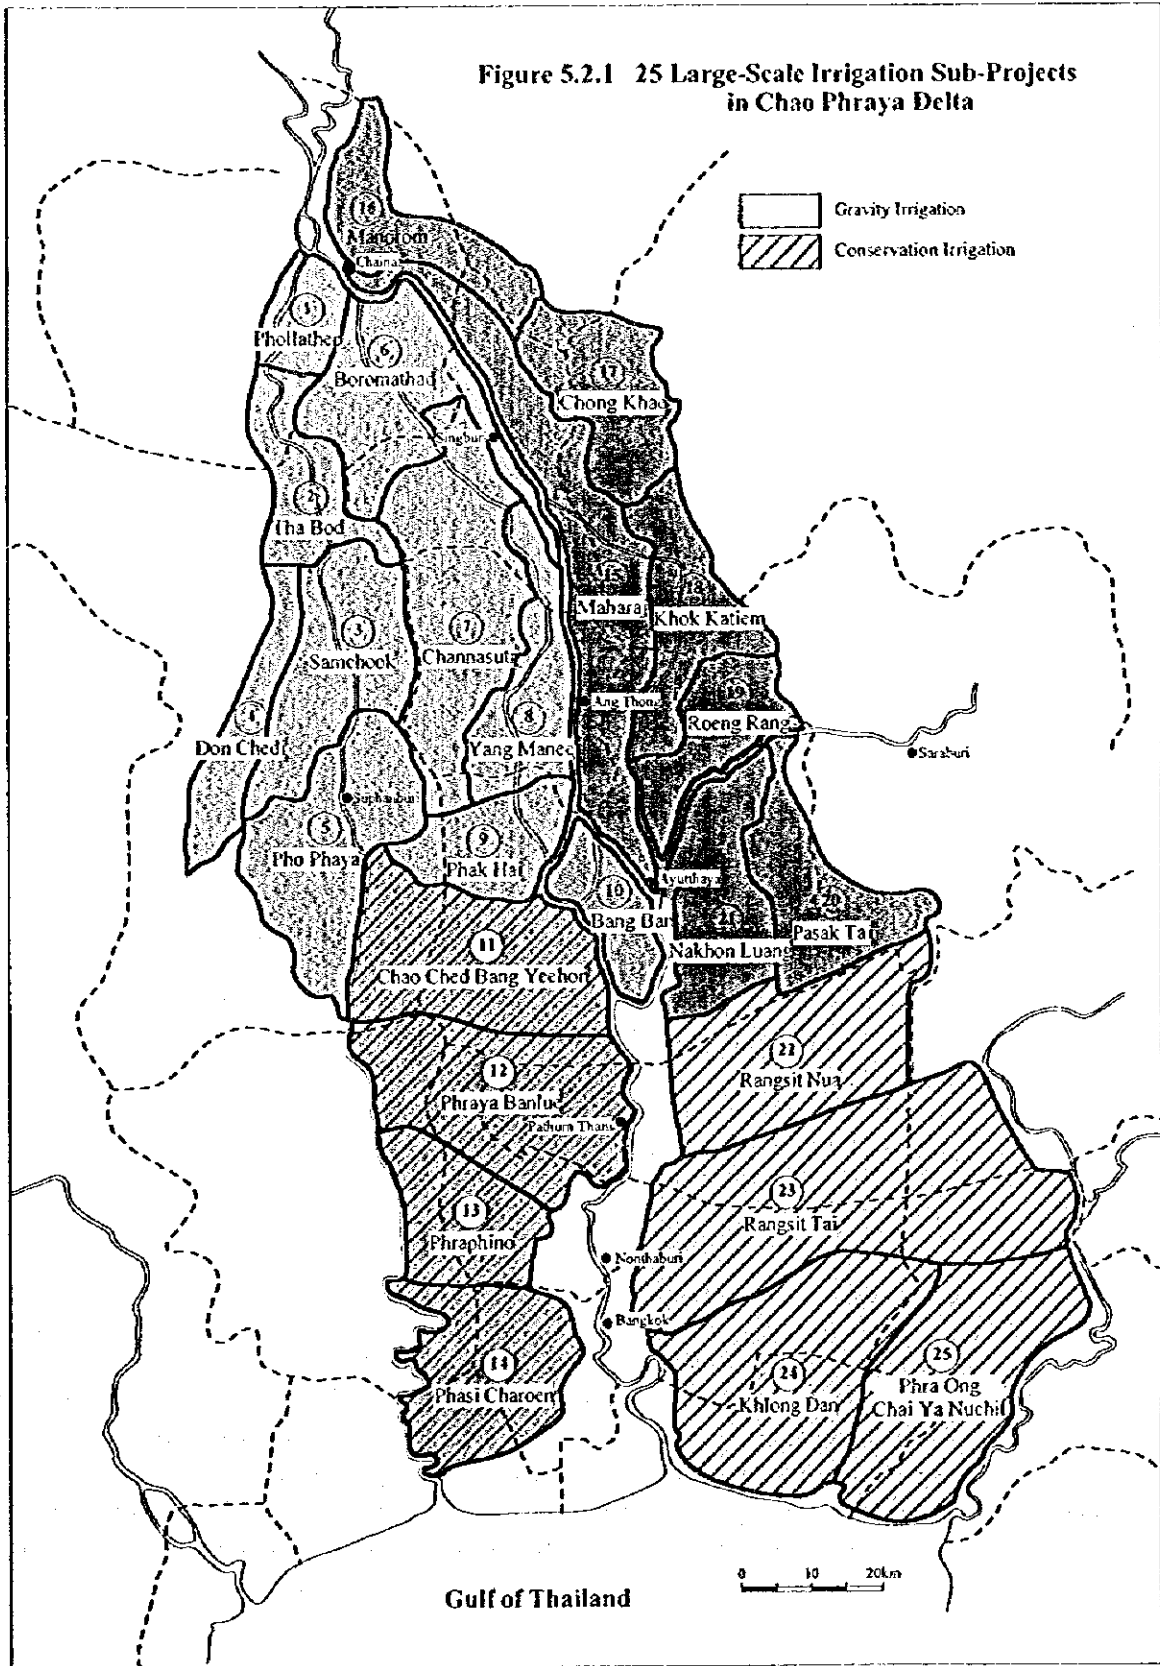 Figure 5.2.1 25 Large-Scale Irrigation Sub-Projects
in Chao Phraya Delta
Gravity Irrigation
Conservation Irrigation
16
Manorom
Chainat
1
Phollathep
6
Boromathad
17
Chong Khae
Singburi
2
Tha Bod
15
Maharaj
18
Khok Katiem
3
Samchook
7
Channasutr
19
Roeng Rang
Ang Thong
8
Yang Manee
4
Don Ched
Saraburi
Suphanburi
5
Pho Phaya
9
Phak Hai
Ayutthaya
10
Bang Ban
20
Pasak Tai
21
Nakhon Luang
11
Chao Ched Bang Yeehon
22
Rangsit Nua
12
Phraya Banlue
Pathum Thani
23
Rangsit Tai
13
Phraphino
Nonthaburi
Bangkok
14
Phasi Charoen
24
Khlong Dan
25
Phra Ong
Chai Ya Nuchit
0 10 20km
Gulf of Thailand